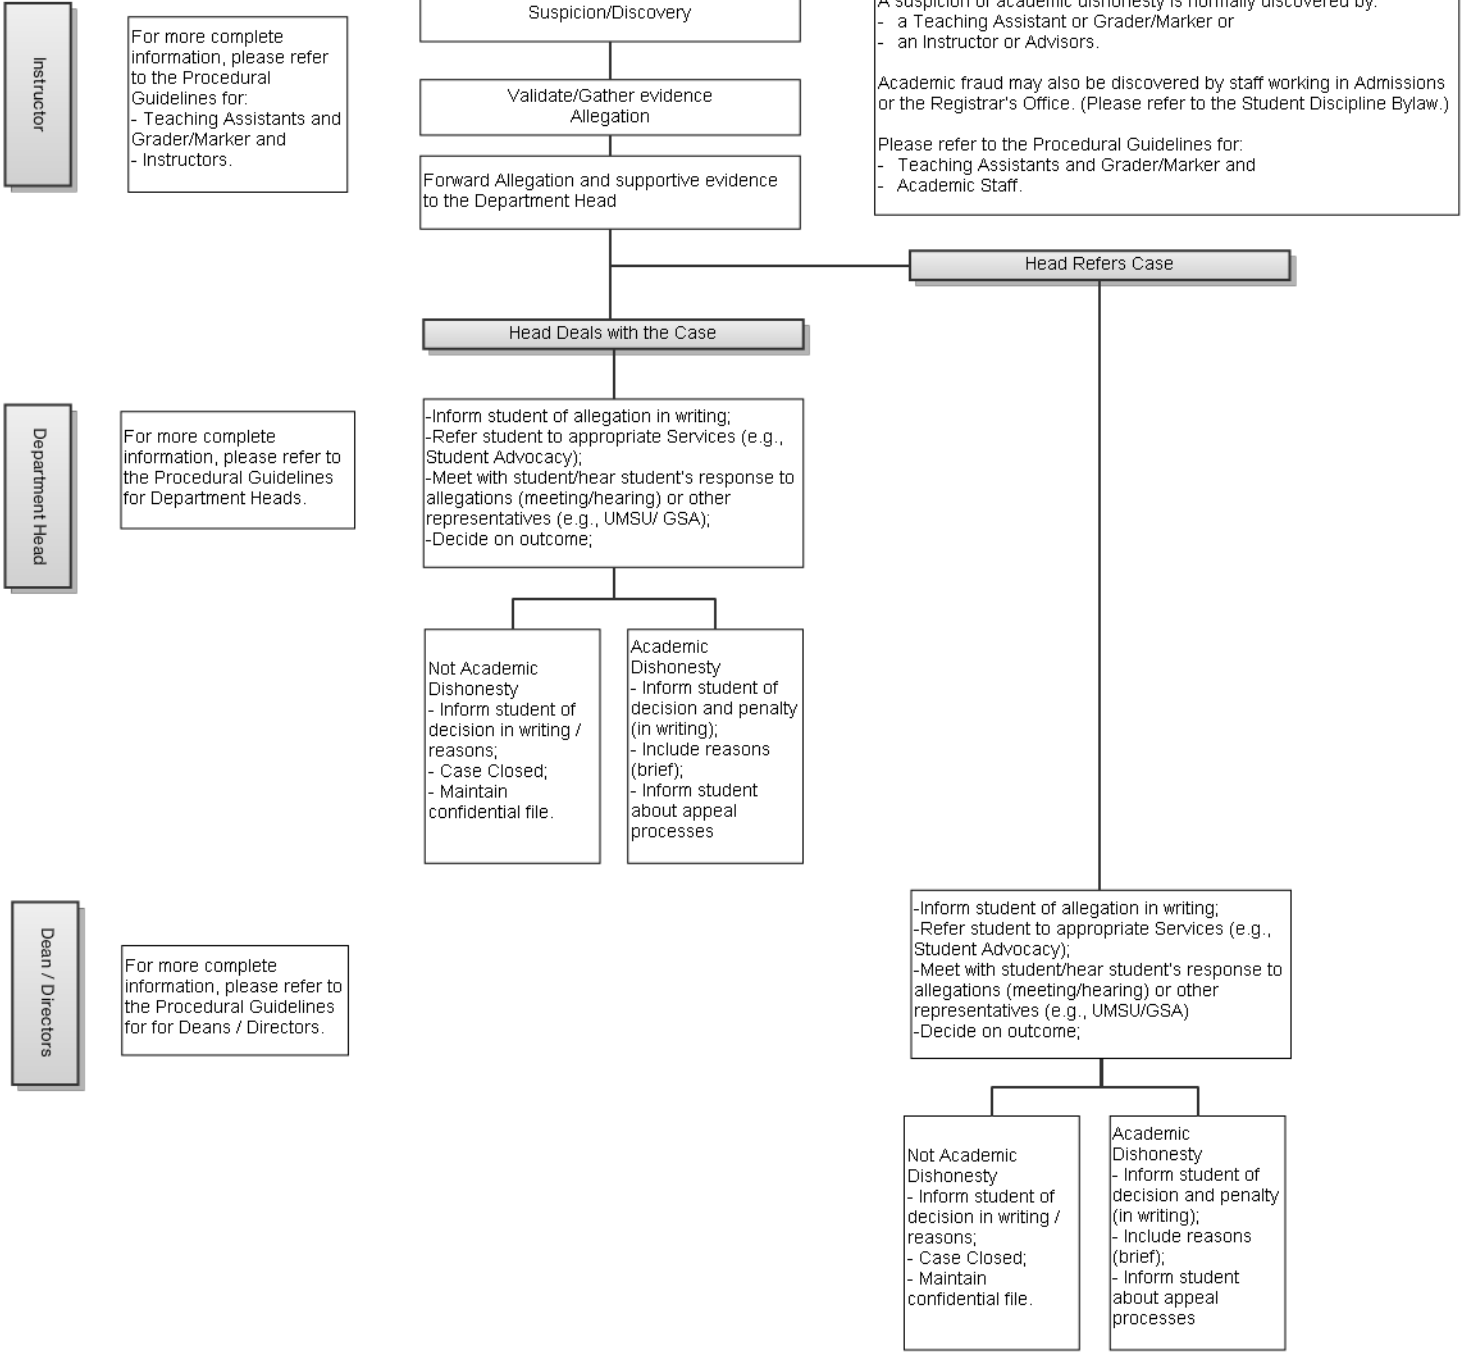 Suspicion/Discovery
A suspicion of academic dishonesty is normally discovered by:
- a Teaching Assistant or Grader/Marker or
- an Instructor or Advisors.
Academic fraud may also be discovered by staff working in Admissions
or the Registrar's Office. (Please refer to the Student Discipline Bylaw.)
Please refer to the Procedural Guidelines for:
- Teaching Assistants and Grader/Marker and
- Academic Staff.
Instructor
For more complete
information, please refer
to the Procedural
Guidelines for:
- Teaching Assistants and
Grader/Marker and
- Instructors.
Validate/Gather evidence
Allegation
Forward Allegation and supportive evidence
to the Department Head
Head Refers Case
Head Deals with the Case
Department Head
For more complete
information, please refer to
the Procedural Guidelines
for Department Heads.
-Inform student of allegation in writing;
-Refer student to appropriate Services (e.g.,
Student Advocacy);
-Meet with student/hear student's response to
allegations (meeting/hearing) or other
representatives (e.g., UMSU/ GSA);
-Decide on outcome;
Not Academic
Dishonesty
- Inform student of
decision in writing /
reasons;
- Case Closed;
- Maintain
confidential file.
Academic
Dishonesty
- Inform student of
decision and penalty
(in writing);
- Include reasons
(brief);
- Inform student
about appeal
processes
Dean / Directors
For more complete
information, please refer to
the Procedural Guidelines
for for Deans / Directors.
-Inform student of allegation in writing;
-Refer student to appropriate Services (e.g.,
Student Advocacy);
-Meet with student/hear student's response to
allegations (meeting/hearing) or other
representatives (e.g., UMSU/GSA)
-Decide on outcome;
Not Academic
Dishonesty
- Inform student of
decision in writing /
reasons;
- Case Closed;
- Maintain
confidential file.
Academic
Dishonesty
- Inform student of
decision and penalty
(in writing);
- Include reasons
(brief);
- Inform student
about appeal
processes